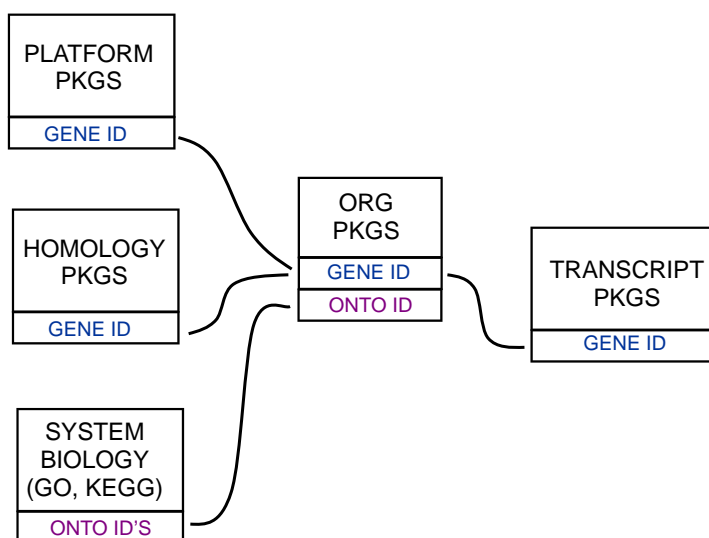 PLATFORM
PKGS
GENE ID
HOMOLOGY
PKGS
GENE ID
SYSTEM
BIOLOGY
(GO, KEGG)
ONTO ID'S
ORG
PKGS
GENE ID
ONTO ID
TRANSCRIPT
PKGS
GENE ID